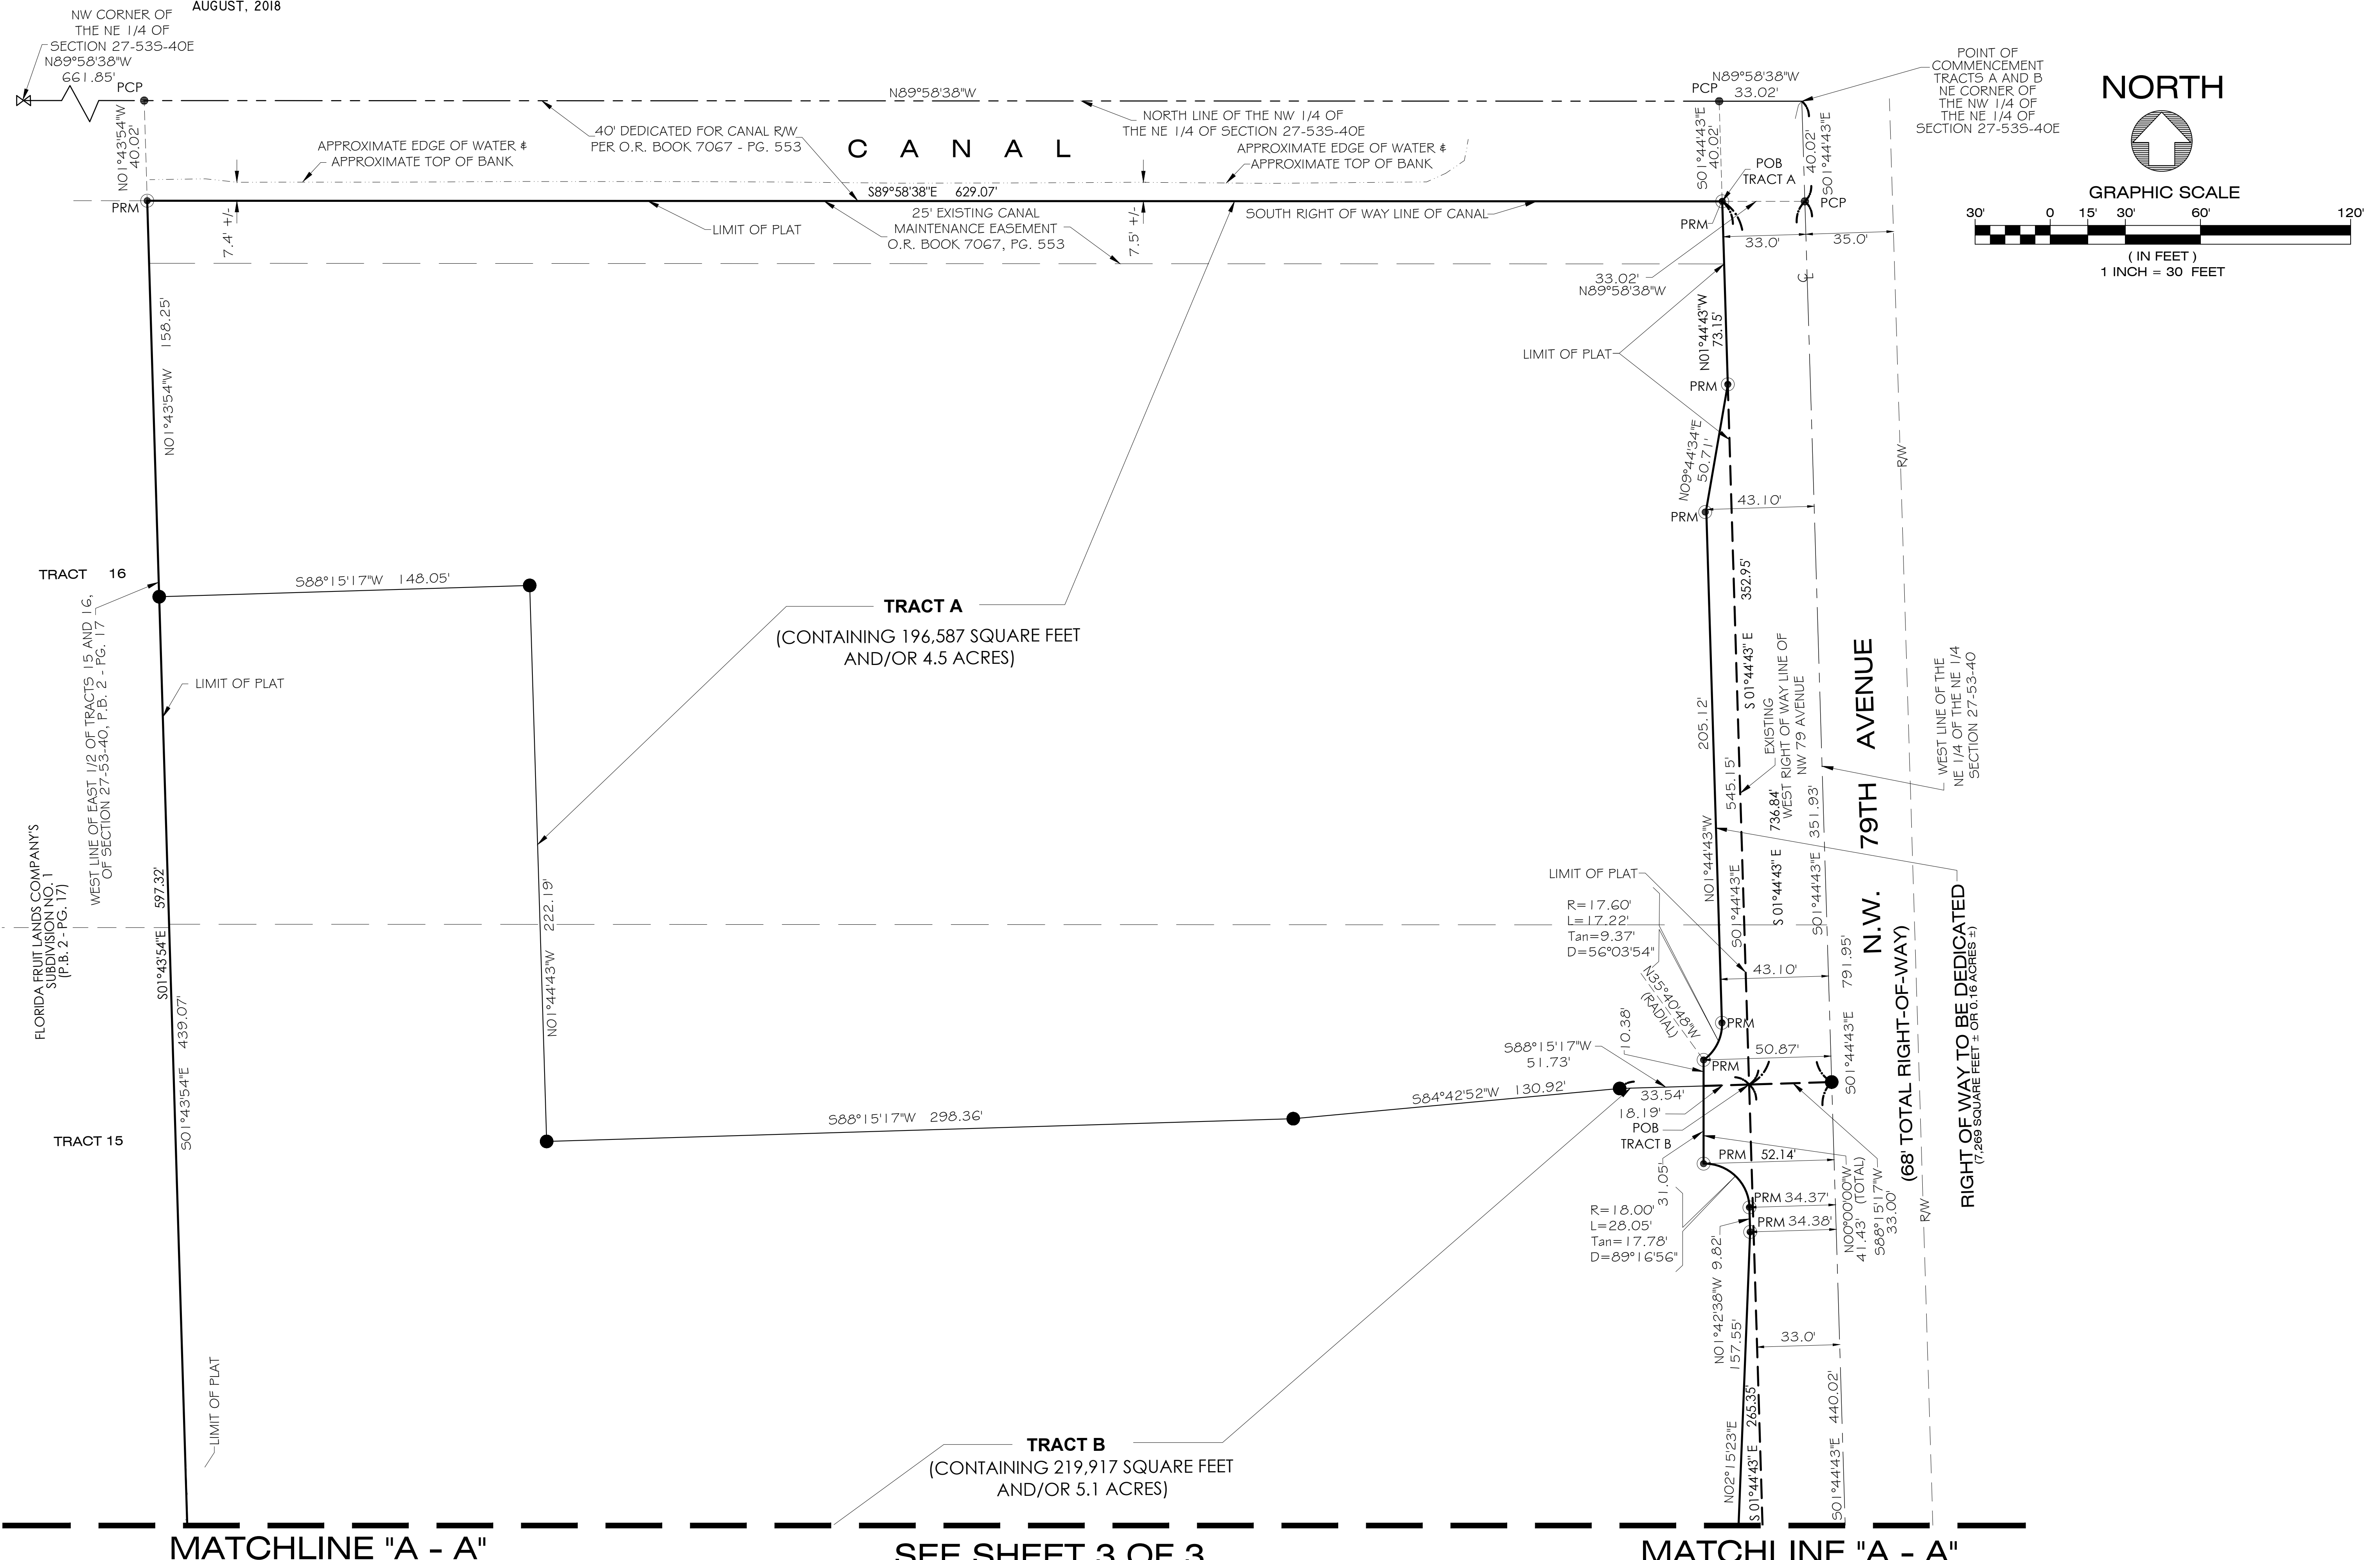 AUGUST, 2018
NW CORNER OF
THE NE 1/4 OF
SECTION 27-53S-40E
N89°58'38"W
661.85'
PCP
N01°43'54"W
40.02'
PRM
N89°58'38"W
APPROXIMATE EDGE OF WATER &
APPROXIMATE TOP OF BANK
40' DEDICATED FOR CANAL R/W
PER O.R. BOOK 7067 - PG. 553
C A N A L
NORTH LINE OF THE NW 1/4 OF
THE NE 1/4 OF SECTION 27-53S-40E
APPROXIMATE EDGE OF WATER &
APPROXIMATE TOP OF BANK
PCP
N89°58'38"W
33.02'
S01°44'43"E
40.02'
40.02'
S01°44'43"E
POB
TRACT A
PCP
PRM
POINT OF
COMMENCEMENT
TRACTS A AND B
NE CORNER OF
THE NW 1/4 OF
THE NE 1/4 OF
SECTION 27-53S-40E
NORTH
GRAPHIC SCALE
30' 0 15' 30' 60' 120'
( IN FEET )
1 INCH = 30 FEET
7.4' +/-
S89°58'38"E 629.07'
LIMIT OF PLAT
25' EXISTING CANAL
MAINTENANCE EASEMENT
O.R. BOOK 7067, PG. 553
7.5' +/-
SOUTH RIGHT OF WAY LINE OF CANAL
33.0'
35.0'
33.02'
N89°58'38"W
CL
N01°43'54"W 158.25'
N01°44'43"W
73.15'
LIMIT OF PLAT
PRM
N09°44'34"E
50.71'
PRM
43.10'
R/W
TRACT 16
S88°15'17"W 148.05'
WEST LINE OF EAST 1/2 OF TRACTS 15 AND 16,
OF SECTION 27-53-40, P.B. 2 - PG. 17
LIMIT OF PLAT
TRACT A
(CONTAINING 196,587 SQUARE FEET
AND/OR 4.5 ACRES)
S 01°44'43" E 352.95'
N01°44'43"W 205.12'
S01°44'43"E 545.15'
S 01°44'43" E 736.84'
EXISTING
WEST RIGHT OF WAY LINE OF
NW 79 AVENUE
S01°44'43"E 351.93'
N.W. 79TH AVENUE
WEST LINE OF THE
NE 1/4 OF THE NE 1/4
SECTION 27-53-40
FLORIDA FRUIT LANDS COMPANY'S
SUBDIVISION NO. 1
(P.B. 2 - PG. 17)
S01°43'54"E 597.32'
S01°43'54"E 439.07'
N01°44'43"W 222.19'
LIMIT OF PLAT
R=17.60'
L=17.22'
Tan=9.37'
D=56°03'54"
N35°40'48"W
(RADIAL)
43.10'
PRM
10.38'
S88°15'17"W
51.73'
50.87'
PRM
S01°44'43"E 791.95'
(68' TOTAL RIGHT-OF-WAY)
RIGHT OF WAY TO BE DEDICATED
(7,269 SQUARE FEET ± OR 0.16 ACRES ±)
TRACT 15
S88°15'17"W 298.36'
S84°42'52"W 130.92'
33.54'
18.19'
POB
TRACT B
31.05'
PRM 52.14'
PRM 34.37'
PRM 34.38'
R=18.00'
L=28.05'
Tan=17.78'
D=89°16'56"
N00°00'00"W
41.43' (TOTAL)
S88°15'17"W
33.00'
R/W
N01°42'38"W 9.82'
33.0'
N02°15'23"E 157.55'
S 01°44'43" E 265.35'
S01°44'43"E 440.02'
LIMIT OF PLAT
TRACT B
(CONTAINING 219,917 SQUARE FEET
AND/OR 5.1 ACRES)
MATCHLINE "A - A"
SEE SHEET 3 OF 3
MATCHLINE "A - A"